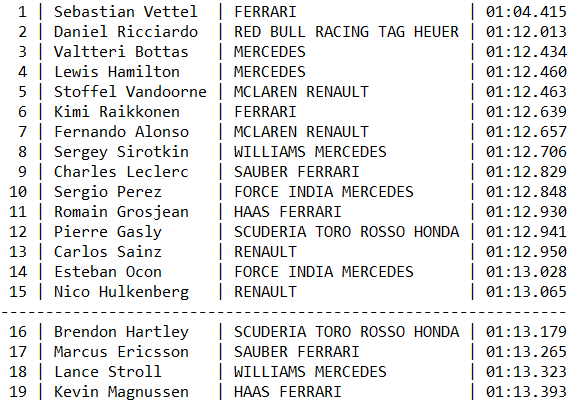 1 | Sebastian Vettel | FERRARI | 01:04.415
2 | Daniel Ricciardo | RED BULL RACING TAG HEUER | 01:12.013
3 | Valtteri Bottas | MERCEDES | 01:12.434
4 | Lewis Hamilton | MERCEDES | 01:12.460
5 | Stoffel Vandoorne | MCLAREN RENAULT | 01:12.463
6 | Kimi Raikkonen | FERRARI | 01:12.639
7 | Fernando Alonso | MCLAREN RENAULT | 01:12.657
8 | Sergey Sirotkin | WILLIAMS MERCEDES | 01:12.706
9 | Charles Leclerc | SAUBER FERRARI | 01:12.829
10 | Sergio Perez | FORCE INDIA MERCEDES | 01:12.848
11 | Romain Grosjean | HAAS FERRARI | 01:12.930
12 | Pierre Gasly | SCUDERIA TORO ROSSO HONDA | 01:12.941
13 | Carlos Sainz | RENAULT | 01:12.950
14 | Esteban Ocon | FORCE INDIA MERCEDES | 01:13.028
15 | Nico Hulkenberg | RENAULT | 01:13.065
---------------------------------------------------------------
16 | Brendon Hartley | SCUDERIA TORO ROSSO HONDA | 01:13.179
17 | Marcus Ericsson | SAUBER FERRARI | 01:13.265
18 | Lance Stroll | WILLIAMS MERCEDES | 01:13.323
19 | Kevin Magnussen | HAAS FERRARI | 01:13.393